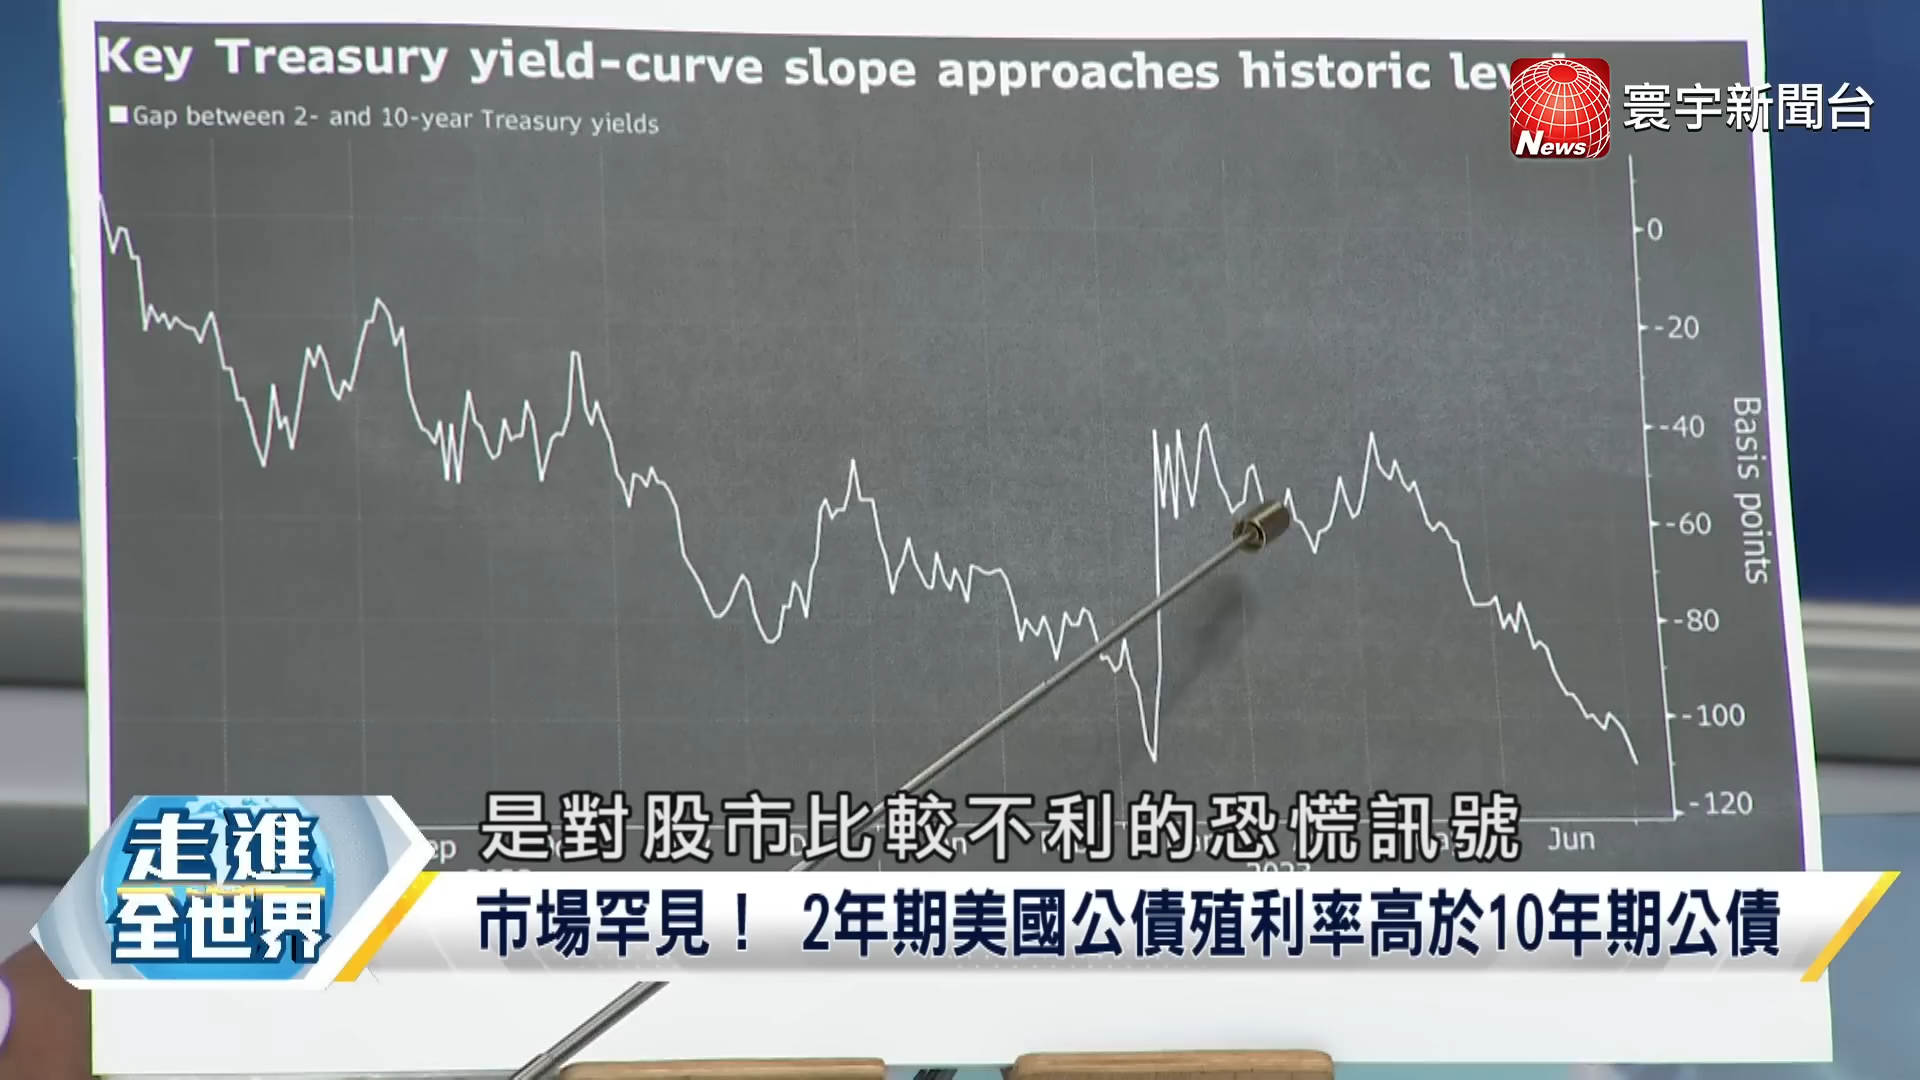 Key Treasury yield-curve slope approaches historic
Gap between 2- and 10-year Treasury yields
News
寰宇新聞台
0
-20
-40
-60
-80
-100
-120
Basis points
Jun
是對股市比較不利的恐慌訊號
走進
全世界
市場罕見！ 2年期美國公債殖利率高於10年期公債